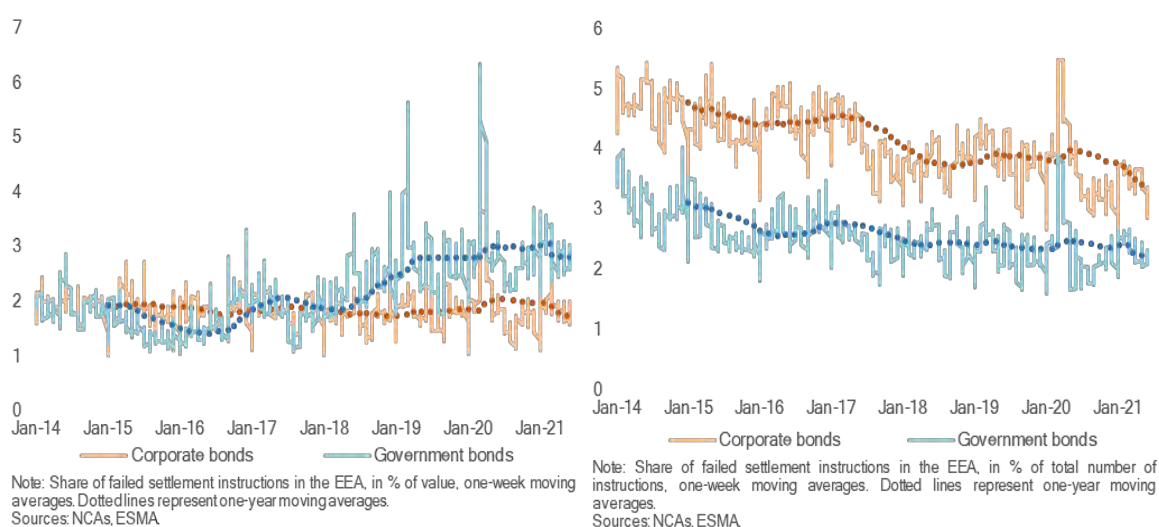 7
6
5
4
3
2
1
0
Jan-14 Jan-15 Jan-16 Jan-17 Jan-18 Jan-19 Jan-20 Jan-21
Corporate bonds Government bonds
Note: Share of failed settlement instructions in the EEA, in % of value, one-week moving
averages. Dotted lines represent one-year moving averages.
Sources: NCAs, ESMA.
6
5
4
3
2
1
0
Jan-14 Jan-15 Jan-16 Jan-17 Jan-18 Jan-19 Jan-20 Jan-21
Corporate bonds Government bonds
Note: Share of failed settlement instructions in the EEA, in % of total number of
instructions, one-week moving averages. Dotted lines represent one-year moving
averages.
Sources: NCAs, ESMA.